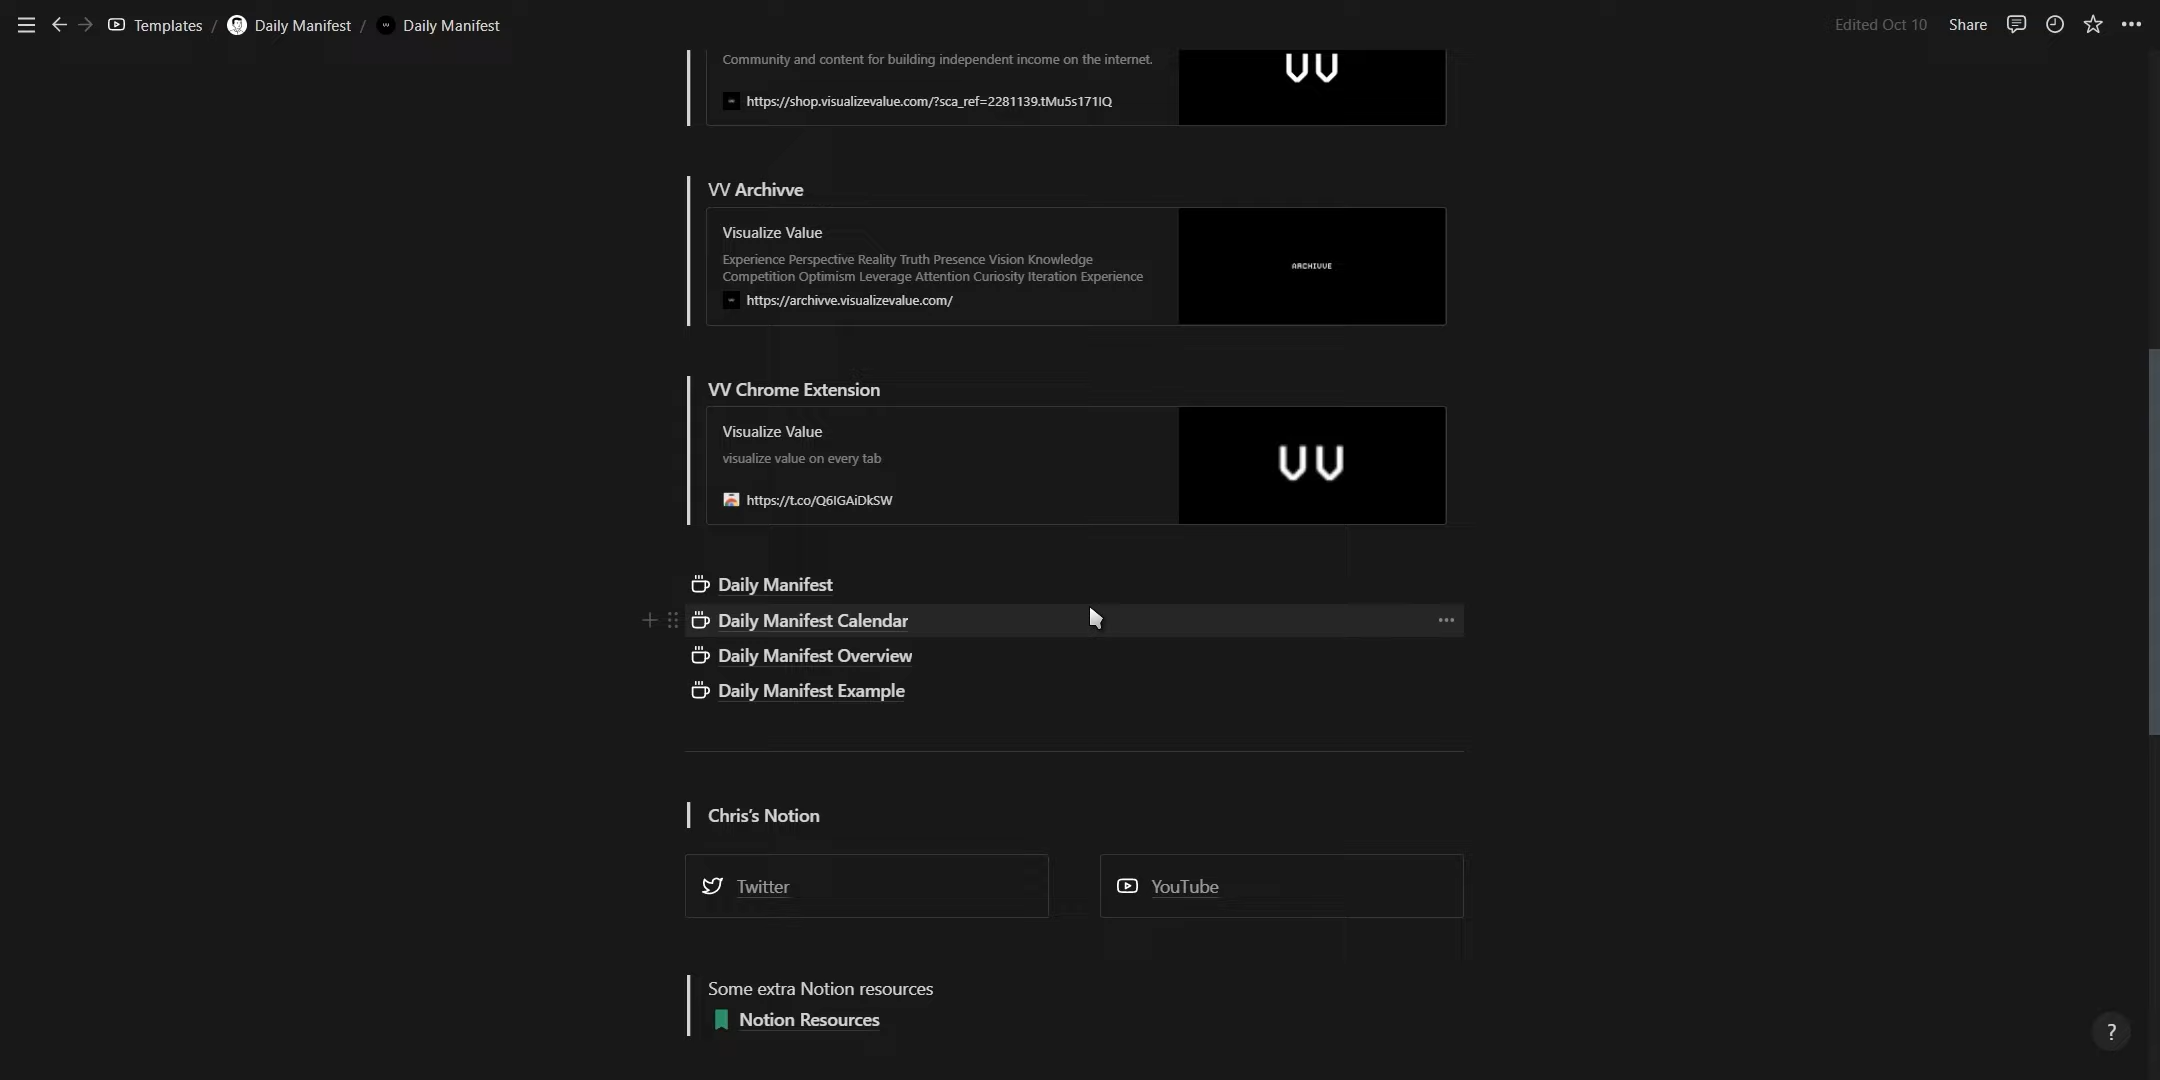 Templates / Daily Manifest / Daily Manifest
Edited Oct 10 Share
Community and content for building independent income on the internet.
https://shop.visualizevalue.com/?sca_ref=2281139.tMu5s171IQ
VV
VV Archivve
Visualize Value
Experience Perspective Reality Truth Presence Vision Knowledge
Competition Optimism Leverage Attention Curiosity Iteration Experience
https://archivve.visualizevalue.com/
ARCHIVVE
VV Chrome Extension
Visualize Value
visualize value on every tab
https://t.co/Q6IGAiDkSW
VV
Daily Manifest
Daily Manifest Calendar
Daily Manifest Overview
Daily Manifest Example
Chris's Notion
Twitter
YouTube
Some extra Notion resources
Notion Resources
?